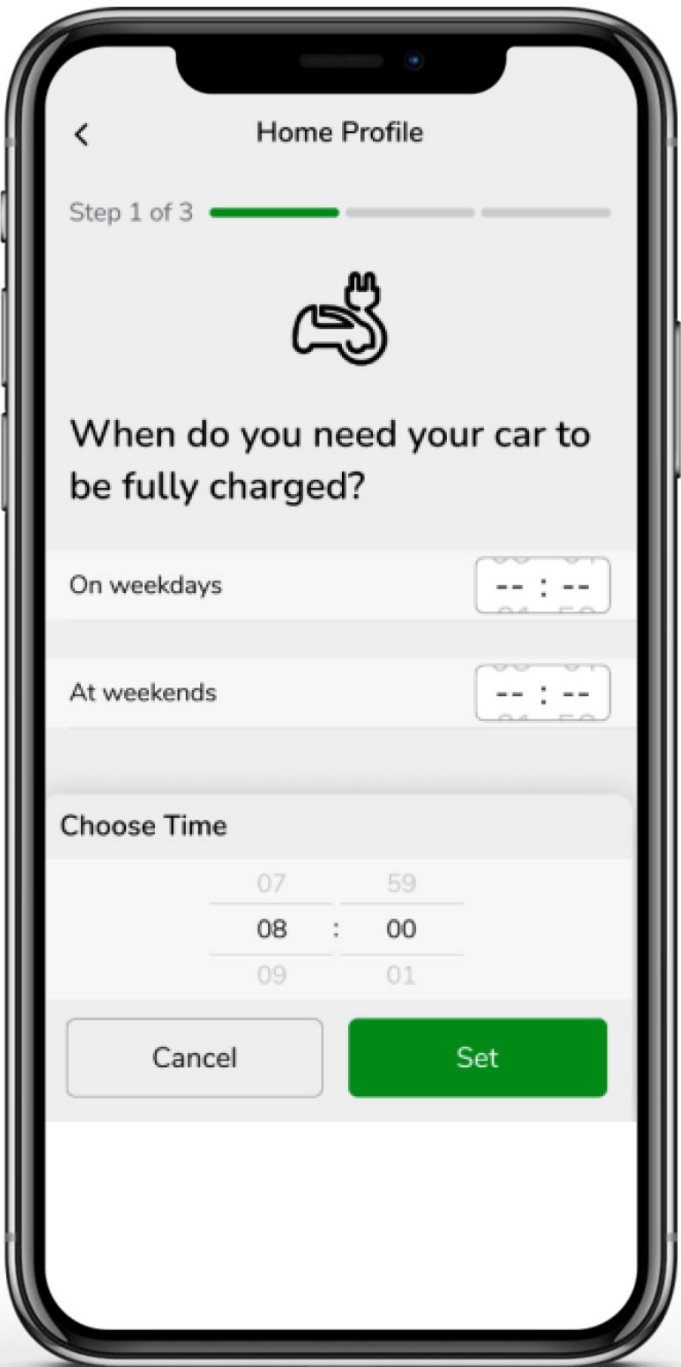 Home Profile
Step 1 of 3
When do you need your car to
be fully charged?
On weekdays
-- : --
At weekends
-- : --
Choose Time
07 59
08 : 00
09 01
Cancel Set